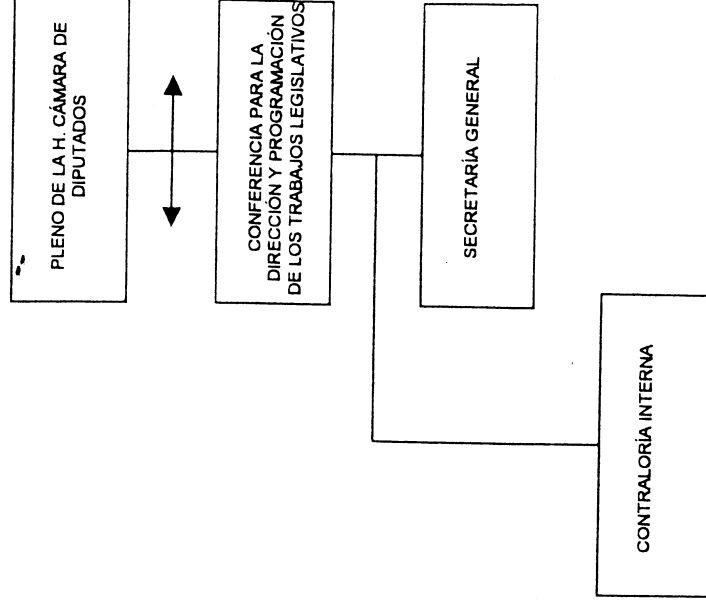 PLENO DE LA H. CÁMARA DE
DIPUTADOS
CONFERENCIA PARA LA
DIRECCIÓN Y PROGRAMACIÓN
DE LOS TRABAJOS LEGISLATIVOS
SECRETARÍA GENERAL
CONTRALORÍA INTERNA